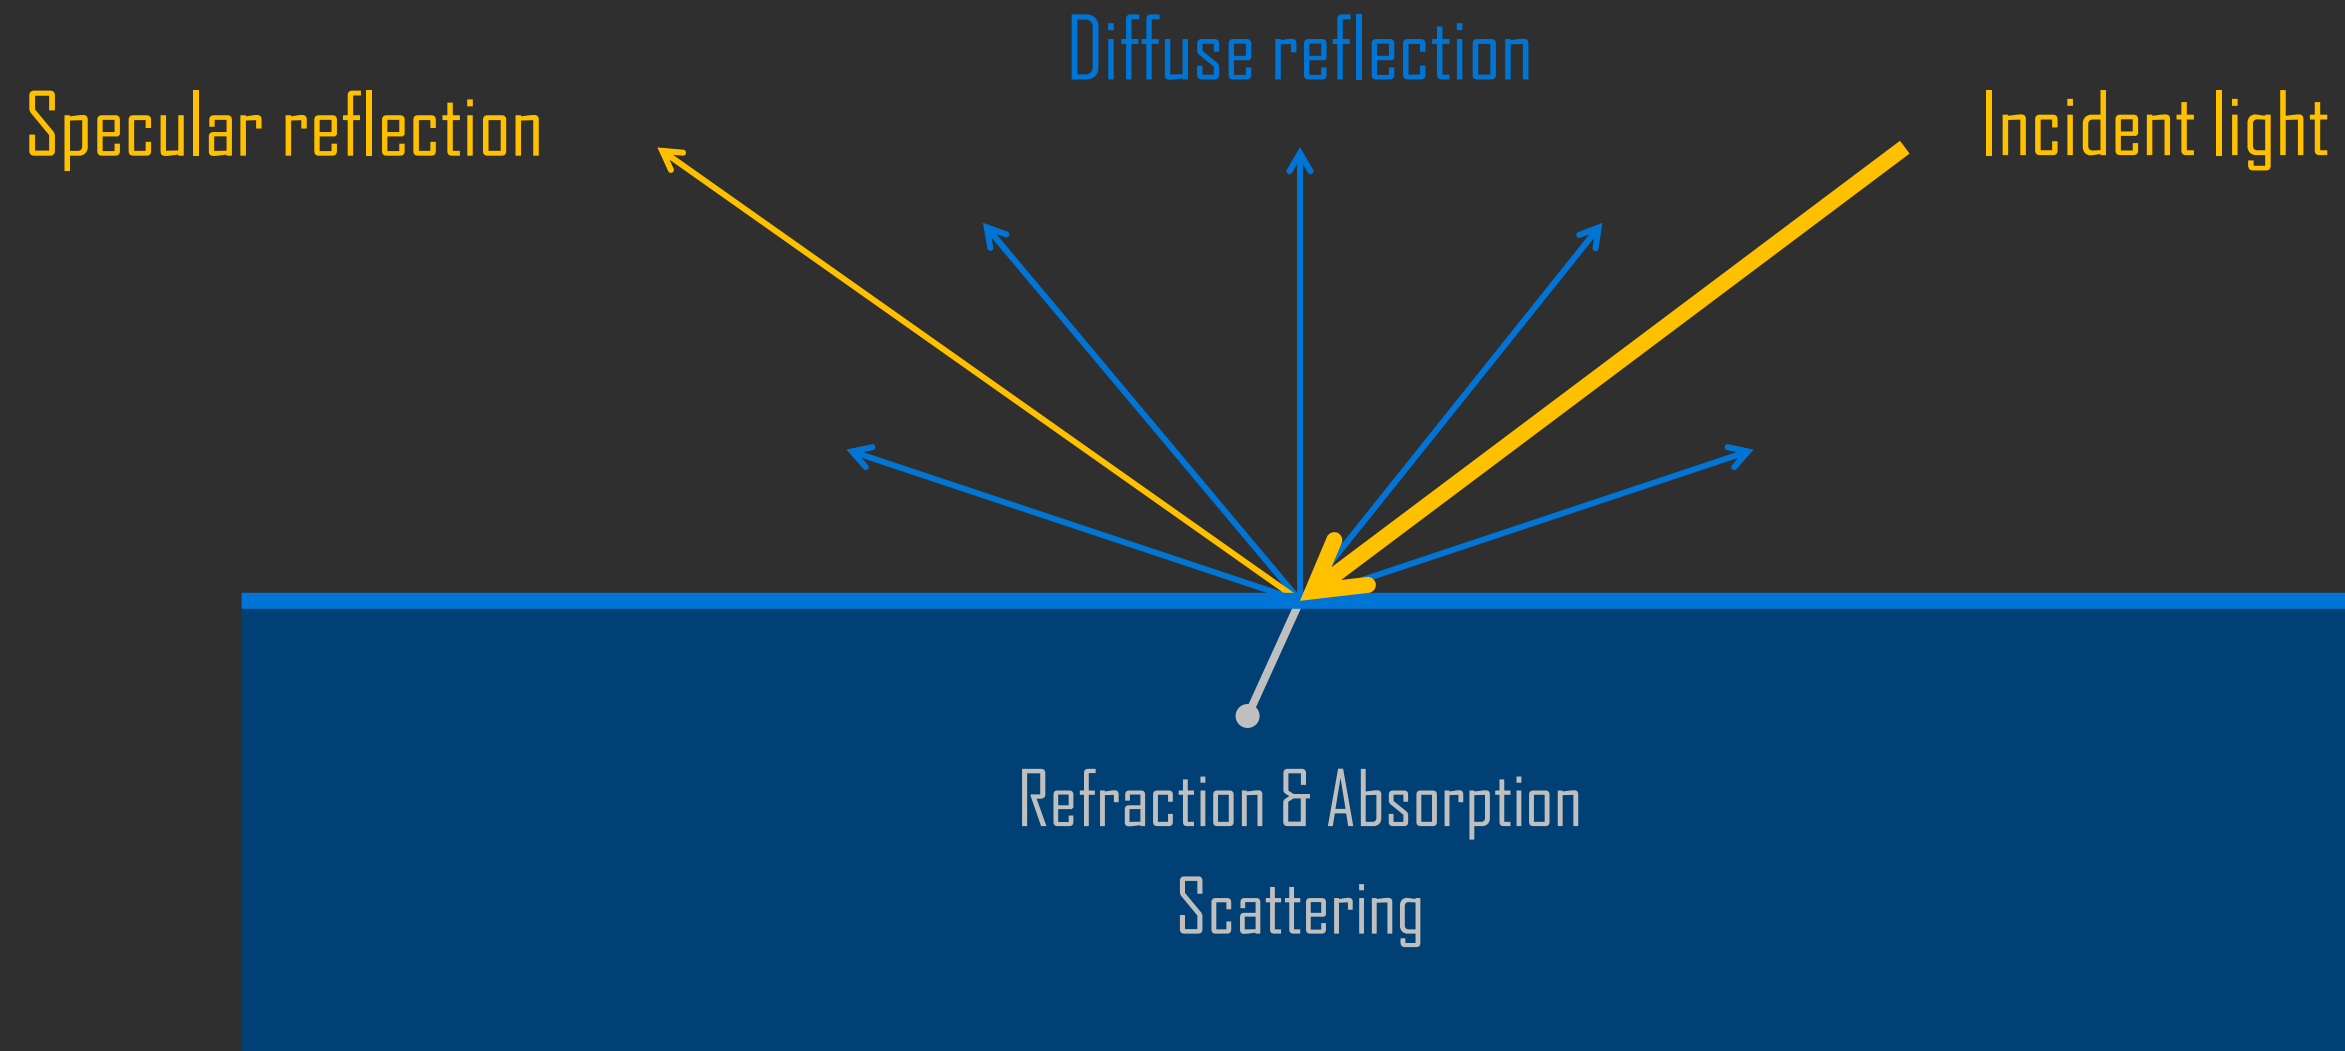 Diffuse reflection
Specular reflection
Incident light
Refraction & Absorption
Scattering